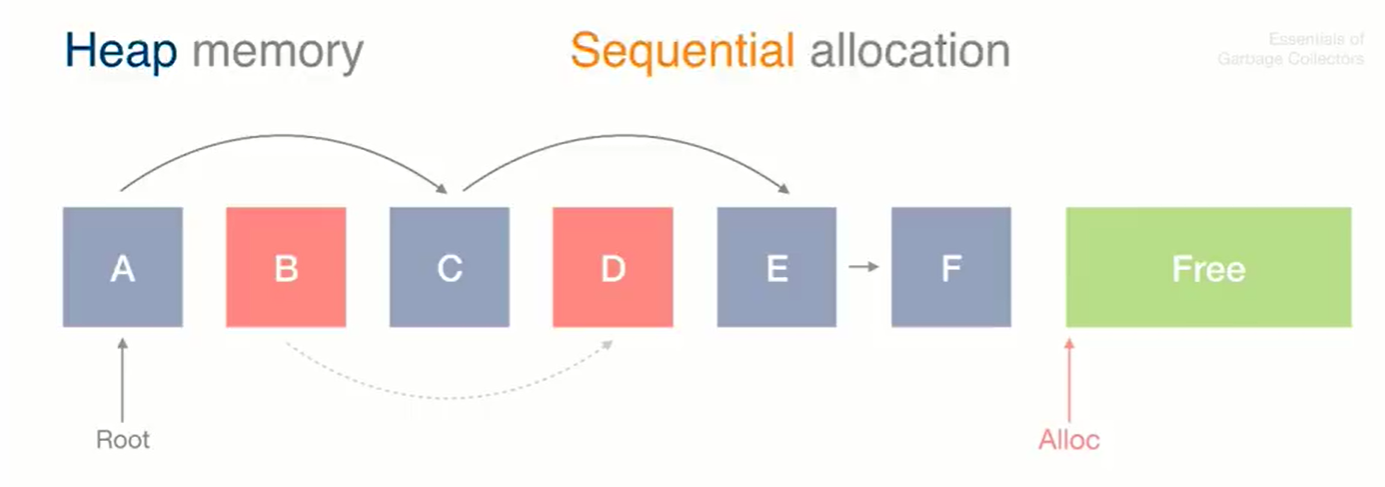 Heap memory
Sequential allocation
Essentials of
Garbage Collectors
A
B
C
D
E
F
Free
Root
Alloc